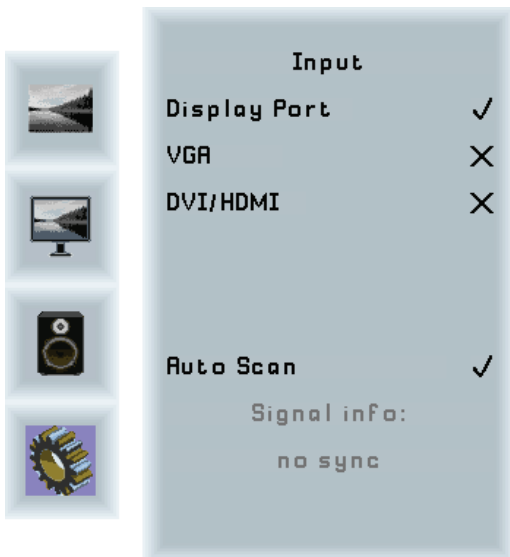 Input
Display Port ✓
VGA ✕
DVI/HDMI ✕
Auto Scan ✓
Signal info:
no sync